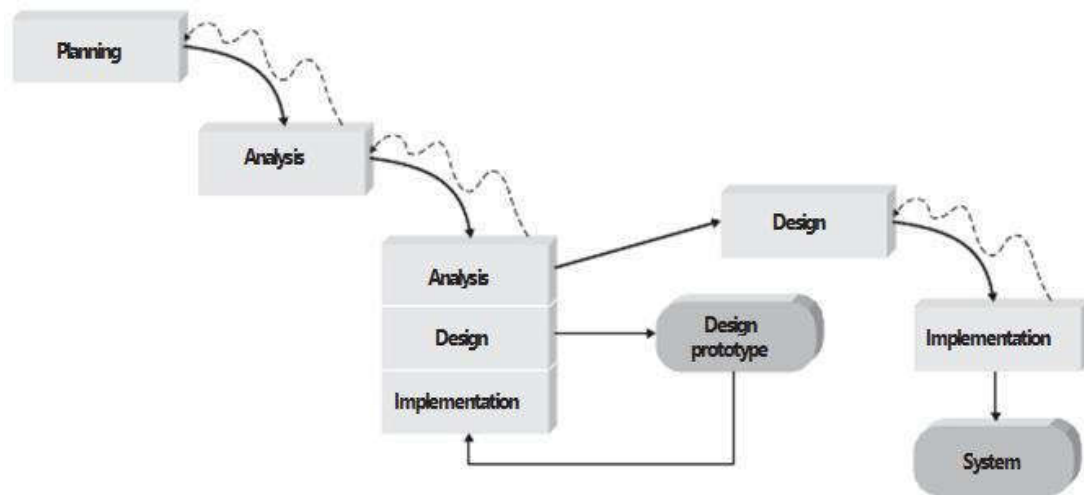 Planning
Analysis
Analysis
Design
Implementation
Design
prototype
Design
Implementation
System